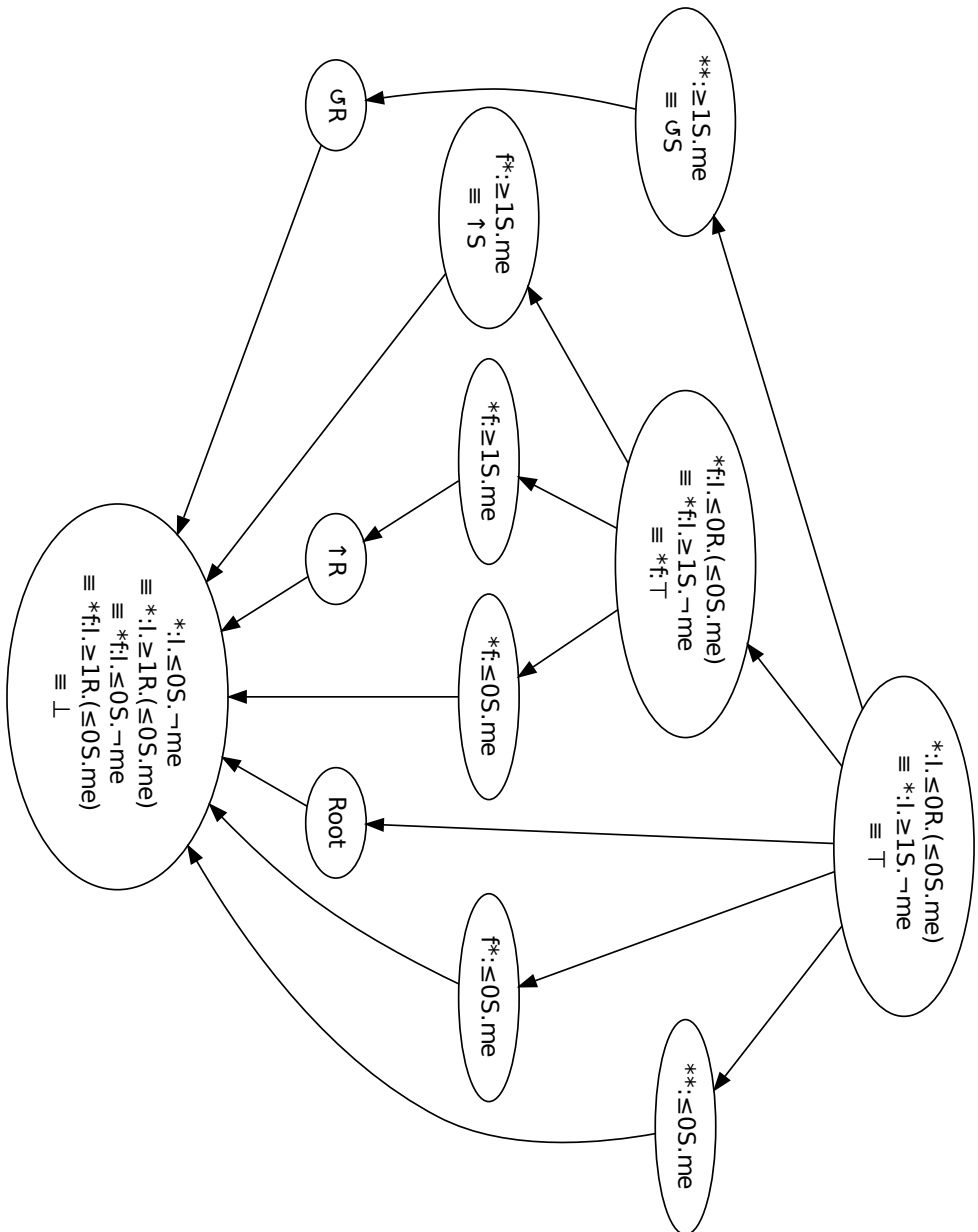 *:I.≤0R.(≤0S.me)
≡ *:I.≥1S.¬me
≡ ⊤
**:≥1S.me
≡ ↺S
*f:I.≤0R.(≤0S.me)
≡ *f:I.≥1S.¬me
≡ *f:⊤
**:≤0S.me
f*:≥1S.me
≡ ↑S
*f:≥1S.me
*f:≤0S.me
f*:≤0S.me
↺R
↑R
Root
*:I.≤0S.¬me
≡ *:I.≥1R.(≤0S.me)
≡ *f:I.≤0S.¬me
≡ *f:I.≥1R.(≤0S.me)
≡ ⊥